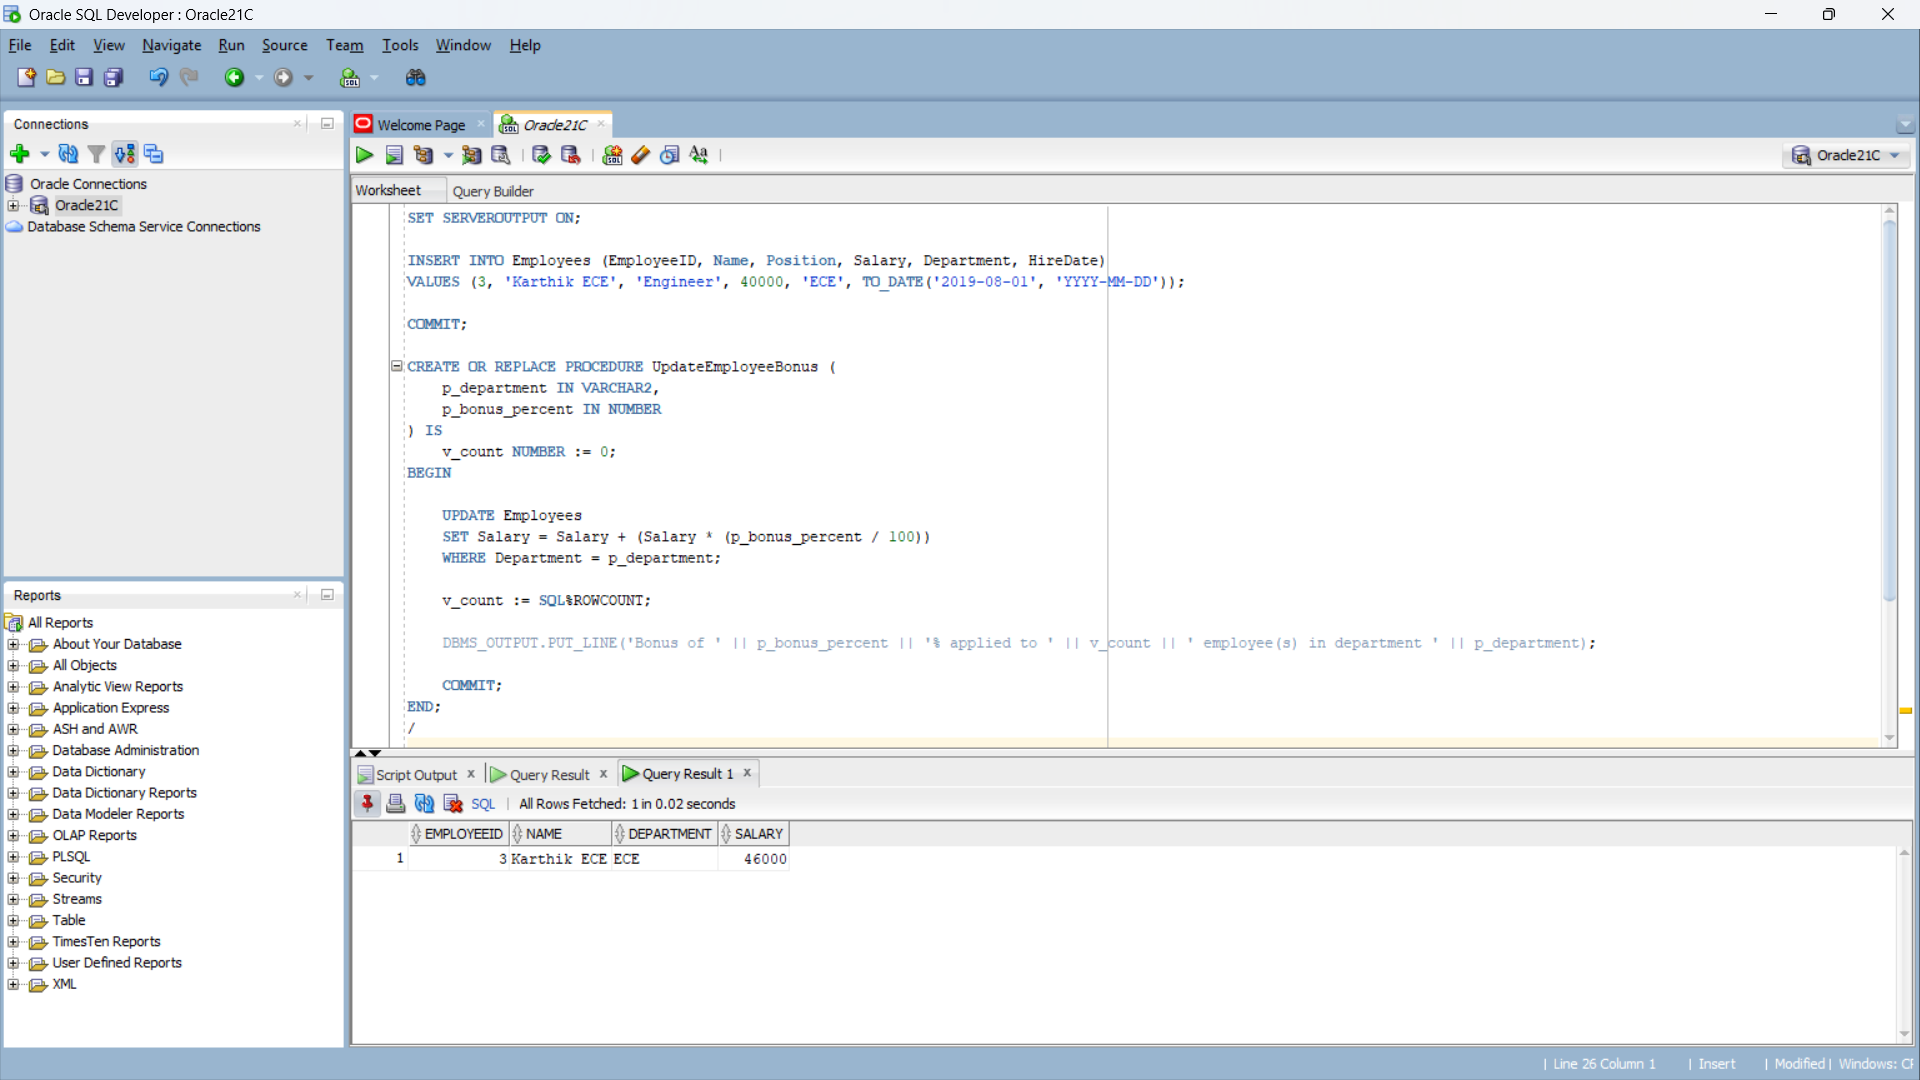 Oracle SQL Developer : Oracle21C
File Edit View Navigate Run Source Team Tools Window Help
Connections
Oracle Connections
Oracle21C
Database Schema Service Connections
Reports
All Reports
About Your Database
All Objects
Analytic View Reports
Application Express
ASH and AWR
Database Administration
Data Dictionary
Data Dictionary Reports
Data Modeler Reports
OLAP Reports
PLSQL
Security
Streams
Table
TimesTen Reports
User Defined Reports
XML
Welcome Page
Oracle21C
Oracle21C
Worksheet Query Builder
SET SERVEROUTPUT ON;
INSERT INTO Employees (EmployeeID, Name, Position, Salary, Department, HireDate)
VALUES (3, 'Karthik ECE', 'Engineer', 40000, 'ECE', TO_DATE('2019-08-01', 'YYYY-MM-DD'));
COMMIT;
CREATE OR REPLACE PROCEDURE UpdateEmployeeBonus (
p_department IN VARCHAR2,
p_bonus_percent IN NUMBER
) IS
v_count NUMBER := 0;
BEGIN
UPDATE Employees
SET Salary = Salary + (Salary * (p_bonus_percent / 100))
WHERE Department = p_department;
v_count := SQL%ROWCOUNT;
DBMS_OUTPUT.PUT_LINE('Bonus of ' || p_bonus_percent || '% applied to ' || v_count || ' employee(s) in department ' || p_department);
COMMIT;
END;
/
Script Output Query Result Query Result 1
SQL All Rows Fetched: 1 in 0.02 seconds
EMPLOYEEID NAME DEPARTMENT SALARY
1 3 Karthik ECE ECE 46000
Line 26 Column 1 Insert Modified Windows: CF